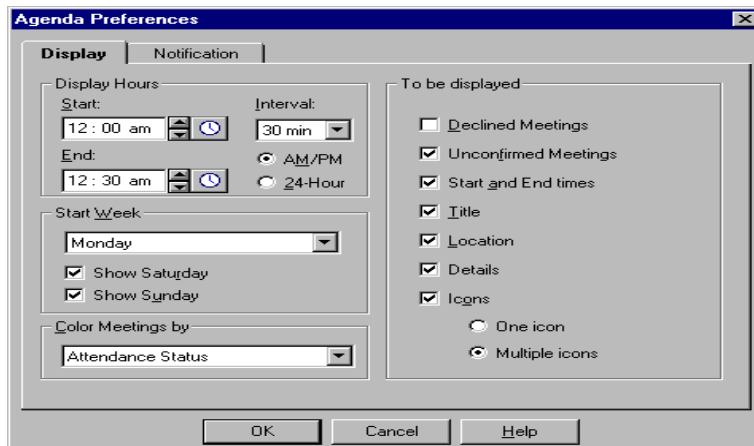 Agenda Preferences
Display
Notification
Display Hours
Start:
Interval:
12 : 00 am
30 min
End:
AM/PM
12 : 30 am
24-Hour
Start Week
Monday
Show Saturday
Show Sunday
Color Meetings by
Attendance Status
To be displayed
Declined Meetings
Unconfirmed Meetings
Start and End times
Title
Location
Details
Icons
One icon
Multiple icons
OK
Cancel
Help